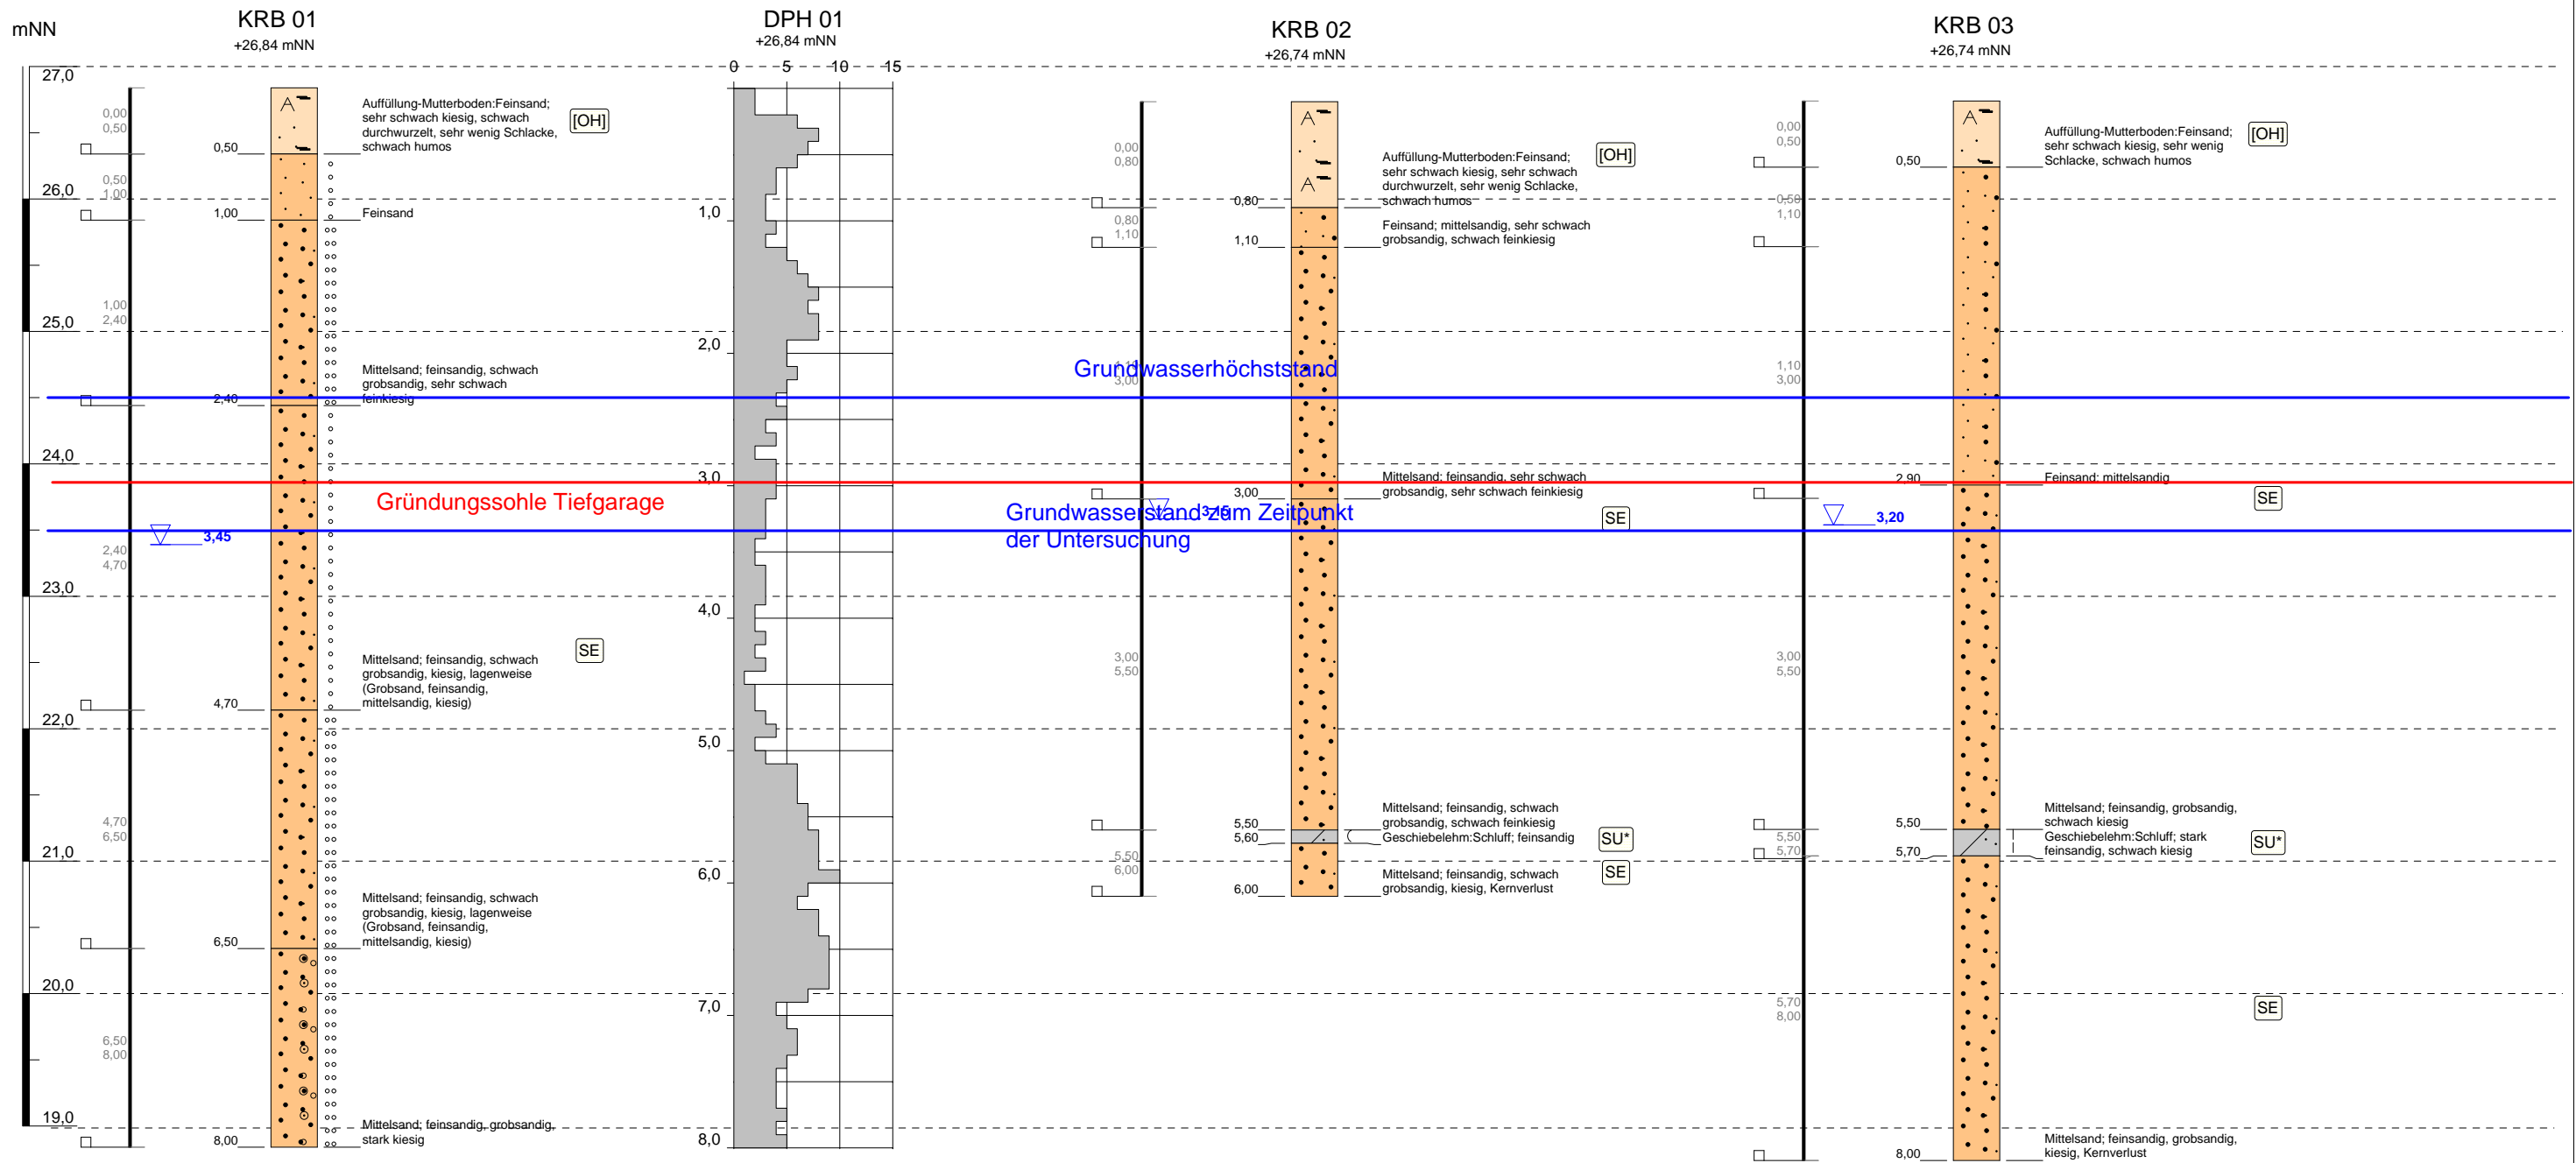 mNN
KRB 01
+26,84 mNN
DPH 01
+26,84 mNN
KRB 02
+26,74 mNN
KRB 03
+26,74 mNN
27,0
26,0
25,0
24,0
23,0
22,0
21,0
20,0
19,0
0,00
0,50
0,50
1,00
1,00
2,40
2,40
4,70
4,70
6,50
6,50
8,00
3,45
0,50
Auffüllung-Mutterboden:Feinsand;
sehr schwach kiesig, schwach
durchwurzelt, sehr wenig Schlacke,
schwach humos
[OH]
1,00
Feinsand
2,40
Mittelsand; feinsandig, schwach
grobsandig, sehr schwach
feinkiesig
Gründungssohle Tiefgarage
4,70
Mittelsand; feinsandig, schwach
grobsandig, kiesig, lagenweise
(Grobsand, feinsandig,
mittelsandig, kiesig)
SE
6,50
Mittelsand; feinsandig, schwach
grobsandig, kiesig, lagenweise
(Grobsand, feinsandig,
mittelsandig, kiesig)
8,00
Mittelsand; feinsandig, grobsandig,
stark kiesig
0 5 10 15
1,0
2,0
3,0
4,0
5,0
6,0
7,0
8,0
0,00
0,80
0,80
1,10
1,10
3,00
3,00
5,50
5,50
6,00
Grundwasserhöchststand
3,15
Grundwasserstand zum Zeitpunkt
der Untersuchung
0,80
Auffüllung-Mutterboden:Feinsand;
sehr schwach kiesig, sehr schwach
durchwurzelt, sehr wenig Schlacke,
schwach humos
[OH]
1,10
Feinsand; mittelsandig, sehr schwach
grobsandig, schwach feinkiesig
3,00
Mittelsand; feinsandig, sehr schwach
grobsandig, sehr schwach feinkiesig
SE
5,50
Mittelsand; feinsandig, schwach
grobsandig, schwach feinkiesig
5,60
Geschiebelehm:Schluff; feinsandig
SU*
6,00
Mittelsand; feinsandig, schwach
grobsandig, kiesig, Kernverlust
SE
0,00
0,50
0,50
1,10
1,10
3,00
3,00
5,50
5,50
5,70
5,70
8,00
3,20
0,50
Auffüllung-Mutterboden:Feinsand;
sehr schwach kiesig, sehr wenig
Schlacke, schwach humos
[OH]
2,90
Feinsand; mittelsandig
SE
5,50
Mittelsand; feinsandig, grobsandig,
schwach kiesig
5,70
Geschiebelehm:Schluff; stark
feinsandig, schwach kiesig
SU*
SE
8,00
Mittelsand; feinsandig, grobsandig,
kiesig, Kernverlust